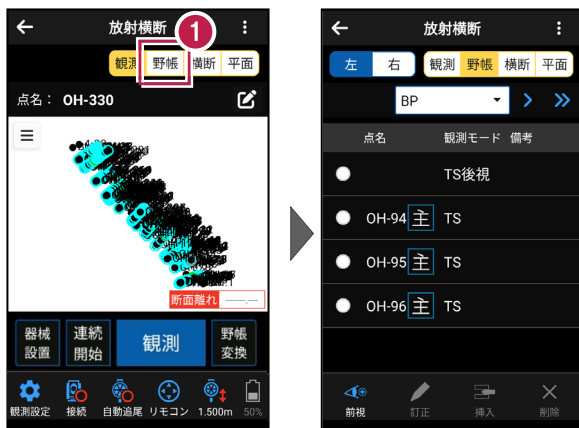 放射横断
1
観測 野帳 横断 平面
点名： OH-330
断面離れ -----.---
器械設置
連続開始
観測
野帳変換
観測設定 接続 自動追尾 リモコン 1.500m 50%
放射横断
左 右 観測 野帳 横断 平面
BP
点名 観測モード 備考
TS後視
OH-94 主 TS
OH-95 主 TS
OH-96 主 TS
前視 訂正 挿入 削除